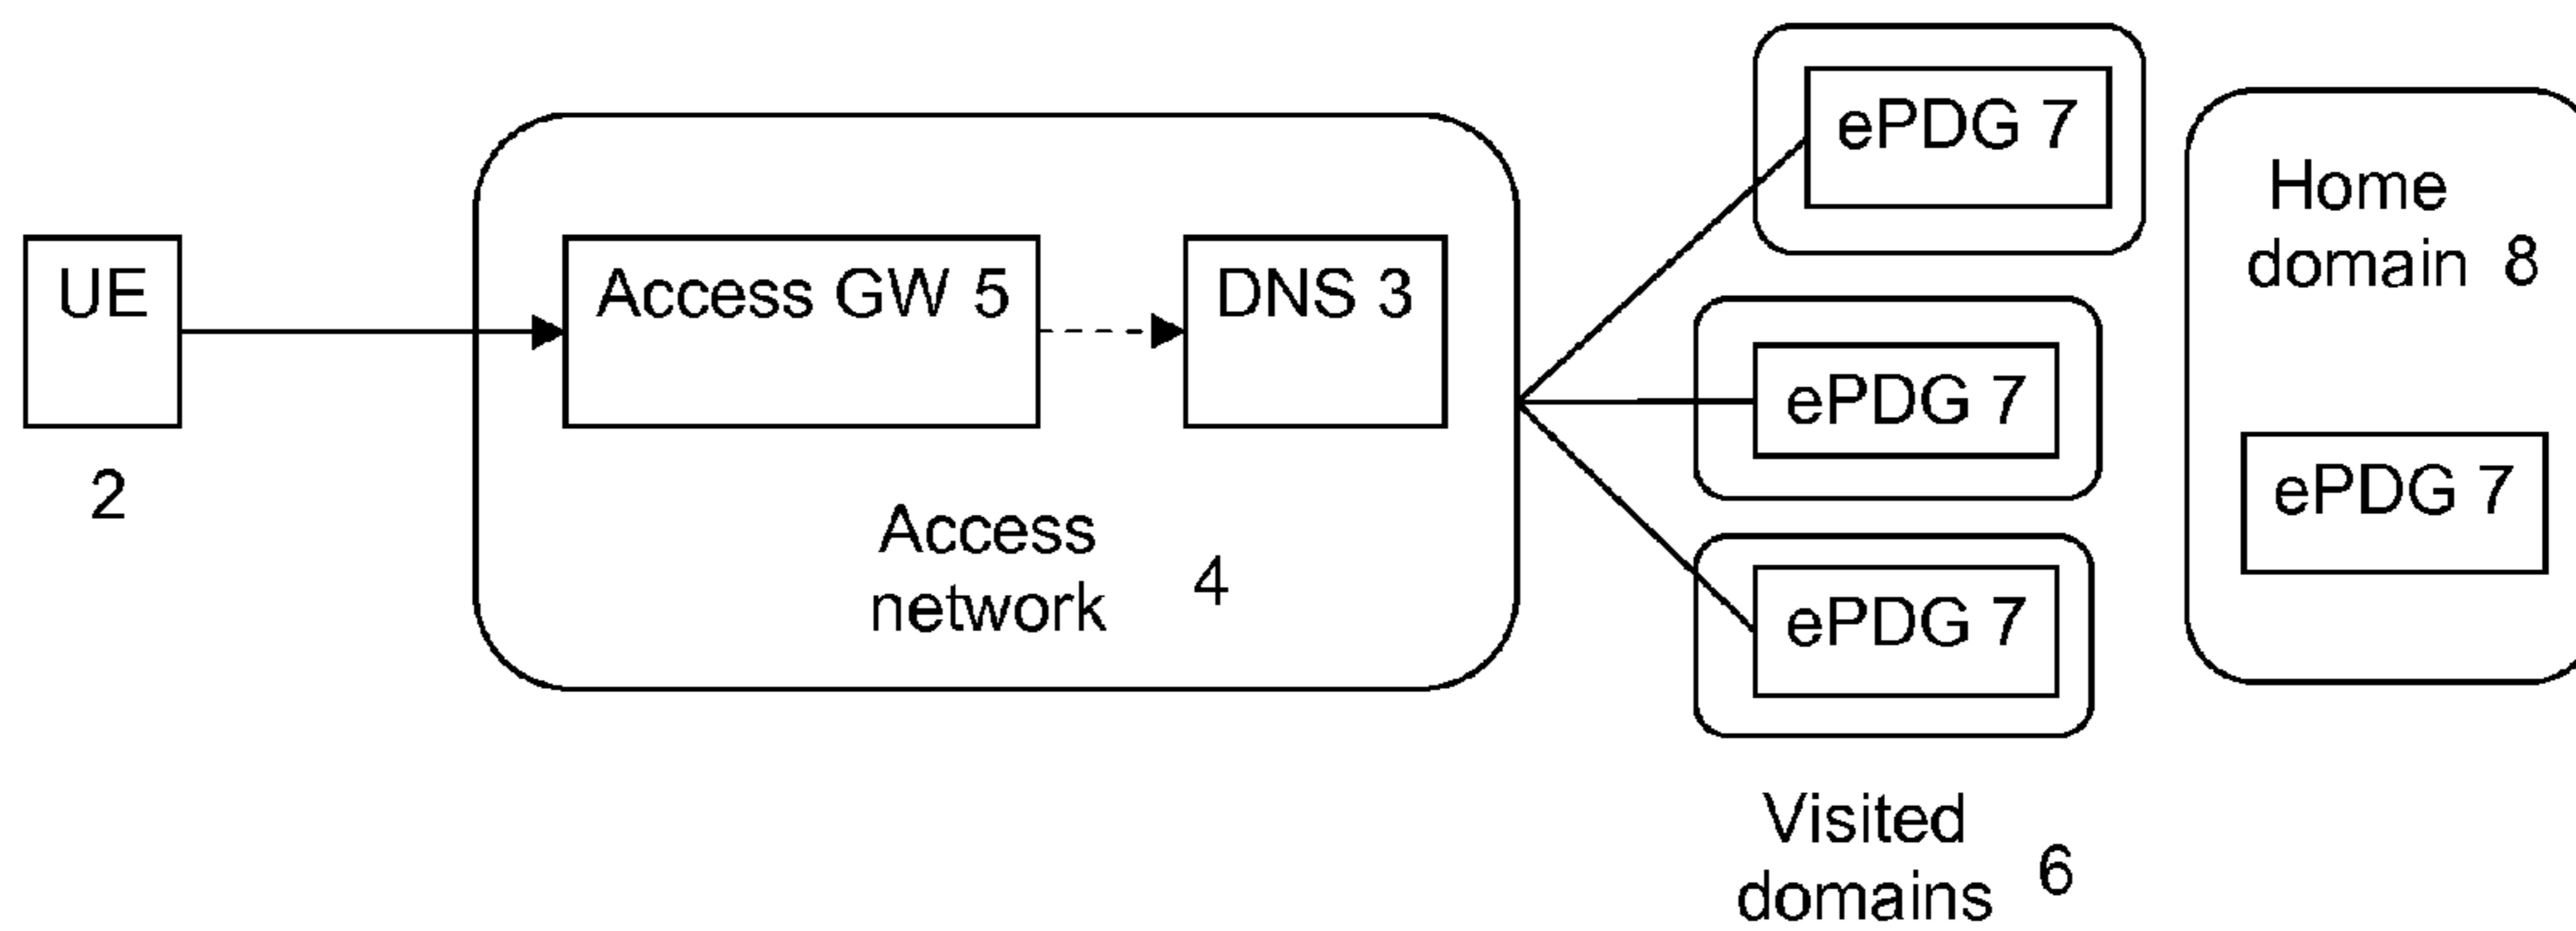 UE
2
Access GW 5
DNS 3
Access
network 4
ePDG 7
ePDG 7
ePDG 7
Visited
domains 6
Home
domain 8
ePDG 7